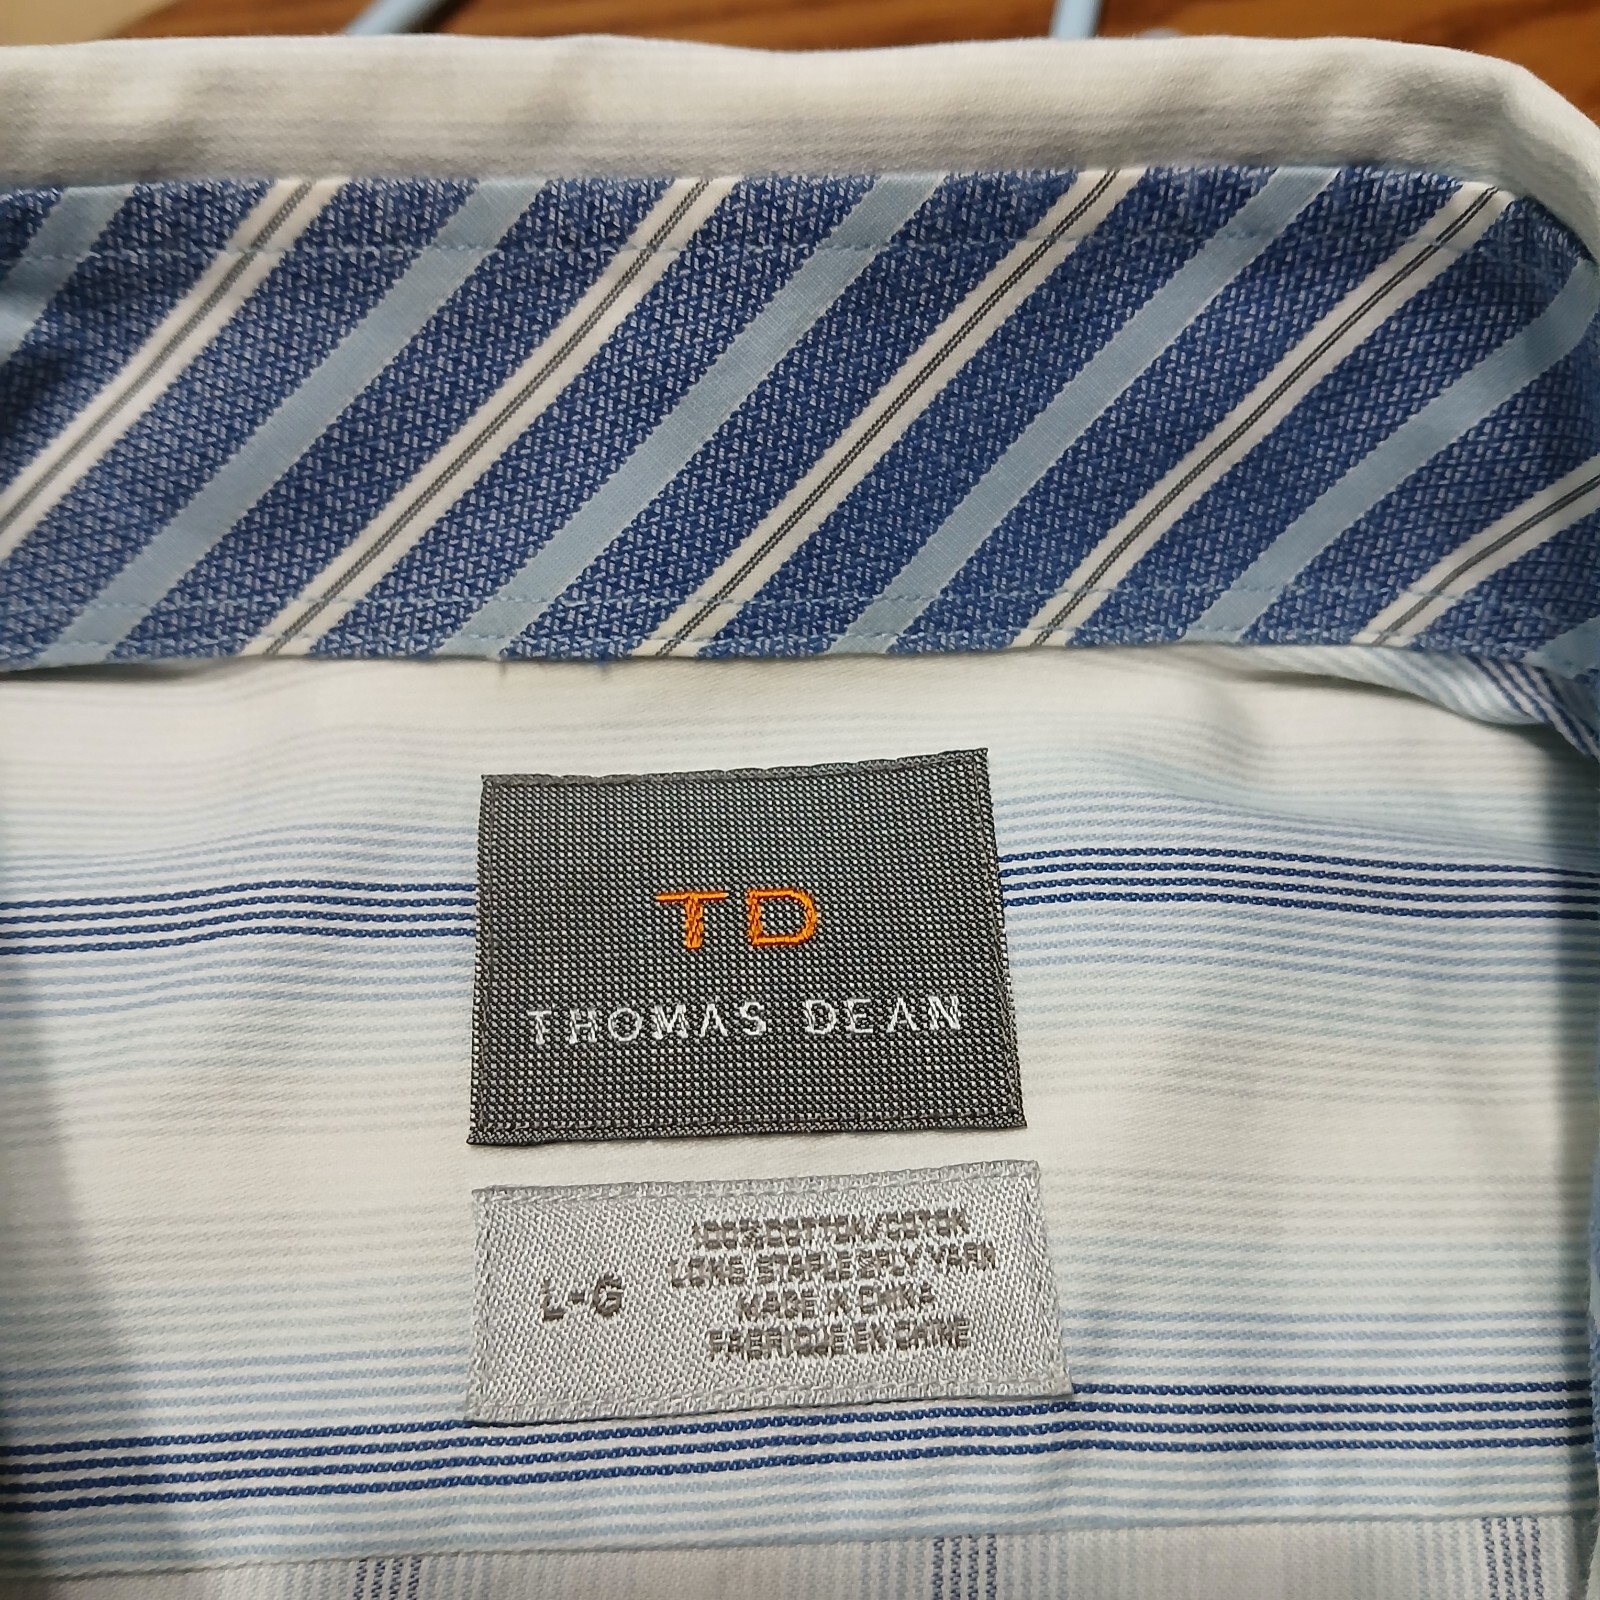 TD
THOMAS DEAN
L-G
100% COTTON/COTON
LONG STAPLE 2PLY YARN
MADE IN CHINA
FABRIQUE EN CHINE